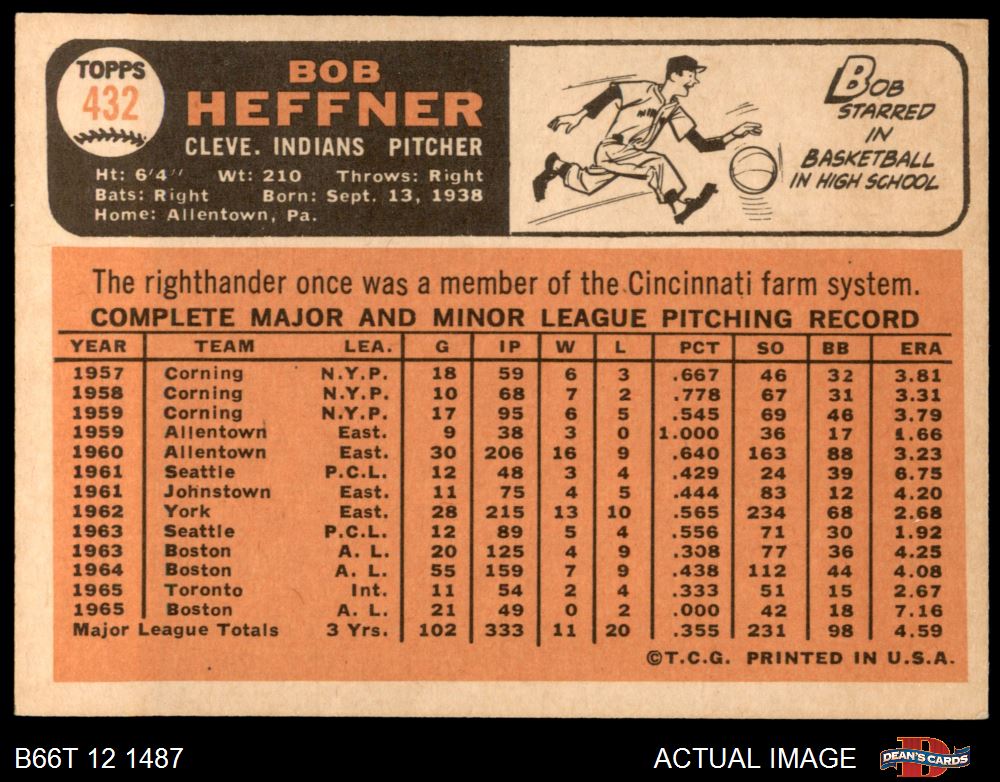 TOPPS
432
BOB
HEFFNER
CLEVE. INDIANS PITCHER
Ht: 6'4" Wt: 210 Throws: Right
Bats: Right Born: Sept. 13, 1938
Home: Allentown, Pa.
BOB
STARRED
IN
BASKETBALL
IN HIGH SCHOOL
The righthander once was a member of the Cincinnati farm system.
COMPLETE MAJOR AND MINOR LEAGUE PITCHING RECORD
YEAR TEAM LEA. G IP W L PCT SO BB ERA
1957 Corning N.Y.P. 18 59 6 3 .667 46 32 3.81
1958 Corning N.Y.P. 10 68 7 2 .778 67 31 3.31
1959 Corning N.Y.P. 17 95 6 5 .545 69 46 3.79
1959 Allentown East. 9 38 3 0 1.000 36 17 1.66
1960 Allentown East. 30 206 16 9 .640 163 88 3.23
1961 Seattle P.C.L. 12 48 3 4 .429 24 39 6.75
1961 Johnstown East. 11 75 4 5 .444 83 12 4.20
1962 York East. 28 215 13 10 .565 234 68 2.68
1963 Seattle P.C.L. 12 89 5 4 .556 71 30 1.92
1963 Boston A. L. 20 125 4 9 .308 77 36 4.25
1964 Boston A. L. 55 159 7 9 .438 112 44 4.08
1965 Toronto Int. 11 54 2 4 .333 51 15 2.67
1965 Boston A. L. 21 49 0 2 .000 42 18 7.16
Major League Totals 3 Yrs. 102 333 11 20 .355 231 98 4.59
©T.C.G. PRINTED IN U.S.A.
B66T 12 1487
ACTUAL IMAGE
DEAN'S CARDS